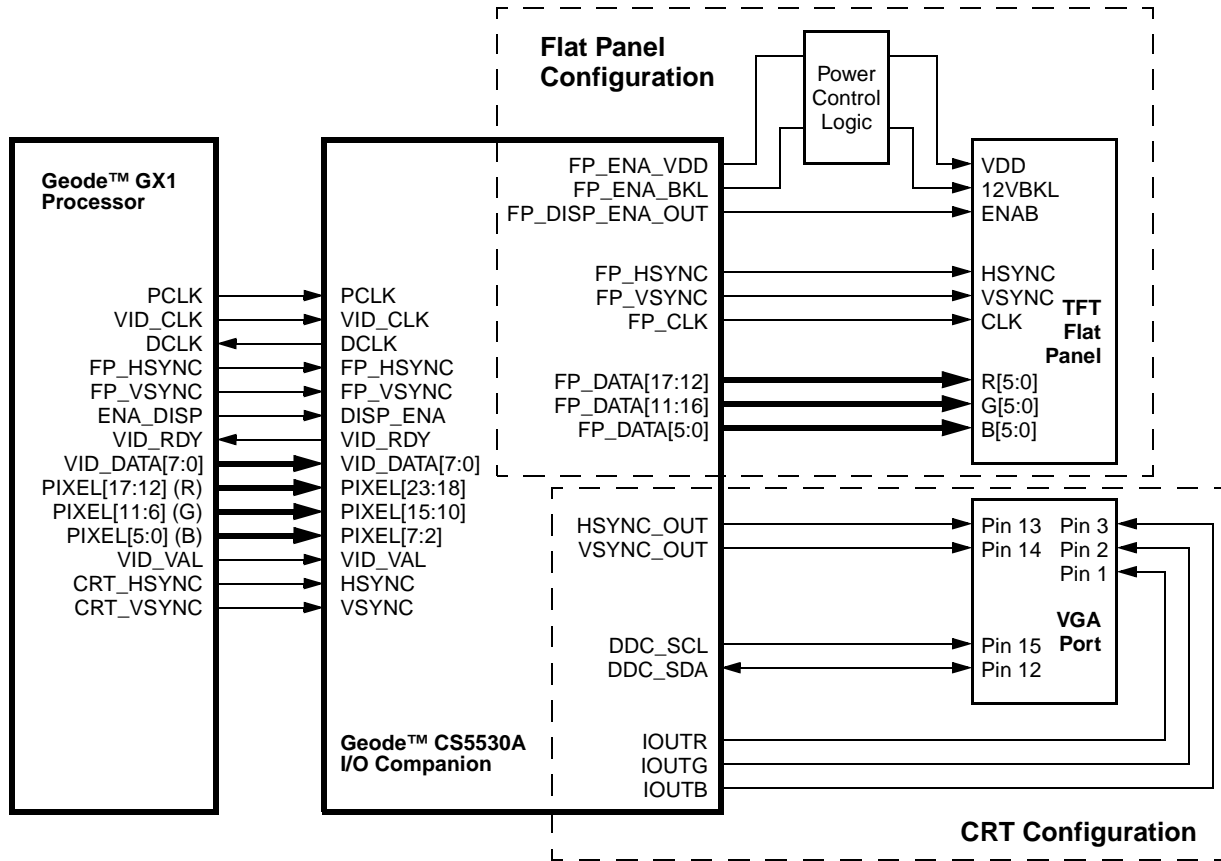 Flat Panel
Configuration
Power
Control
Logic
Geode™ GX1
Processor
PCLK
VID_CLK
DCLK
FP_HSYNC
FP_VSYNC
ENA_DISP
VID_RDY
VID_DATA[7:0]
PIXEL[17:12] (R)
PIXEL[11:6] (G)
PIXEL[5:0] (B)
VID_VAL
CRT_HSYNC
CRT_VSYNC
PCLK
VID_CLK
DCLK
FP_HSYNC
FP_VSYNC
DISP_ENA
VID_RDY
VID_DATA[7:0]
PIXEL[23:18]
PIXEL[15:10]
PIXEL[7:2]
VID_VAL
HSYNC
VSYNC
Geode™ CS5530A
I/O Companion
FP_ENA_VDD
FP_ENA_BKL
FP_DISP_ENA_OUT
FP_HSYNC
FP_VSYNC
FP_CLK
FP_DATA[17:12]
FP_DATA[11:16]
FP_DATA[5:0]
HSYNC_OUT
VSYNC_OUT
DDC_SCL
DDC_SDA
IOUTR
IOUTG
IOUTB
VDD
12VBKL
ENAB
HSYNC
VSYNC
CLK
TFT
Flat
Panel
R[5:0]
G[5:0]
B[5:0]
Pin 13 Pin 3
Pin 14 Pin 2
Pin 1
VGA
Port
Pin 15
Pin 12
CRT Configuration